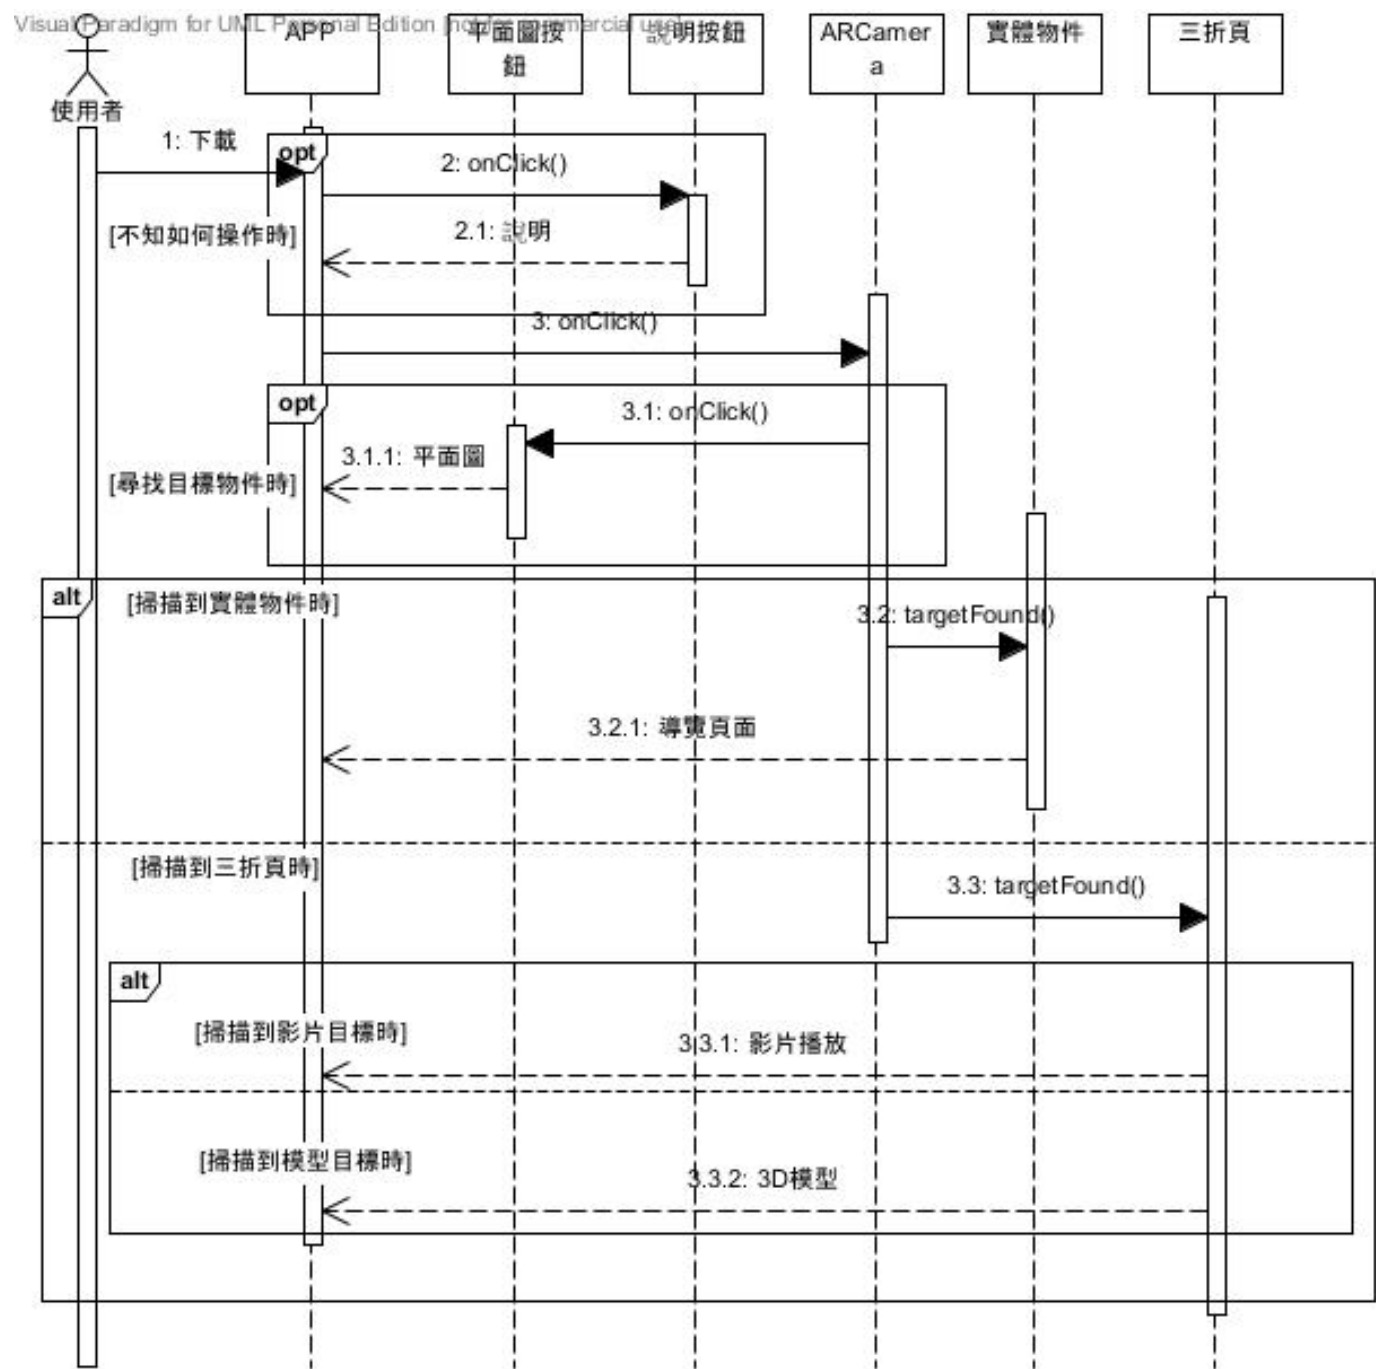 Visual Paradigm for UML Personal Edition [not for commercial use]
使用者
APP
平面圖按
鈕
說明按鈕
ARCamer
a
實體物件
三折頁
1: 下載
opt
2: onClick()
[不知如何操作時]
2.1: 說明
3: onClick()
opt
3.1: onClick()
3.1.1: 平面圖
[尋找目標物件時]
alt
[掃描到實體物件時]
3.2: targetFound()
3.2.1: 導覽頁面
[掃描到三折頁時]
3.3: targetFound()
alt
[掃描到影片目標時]
3.3.1: 影片播放
[掃描到模型目標時]
3.3.2: 3D模型